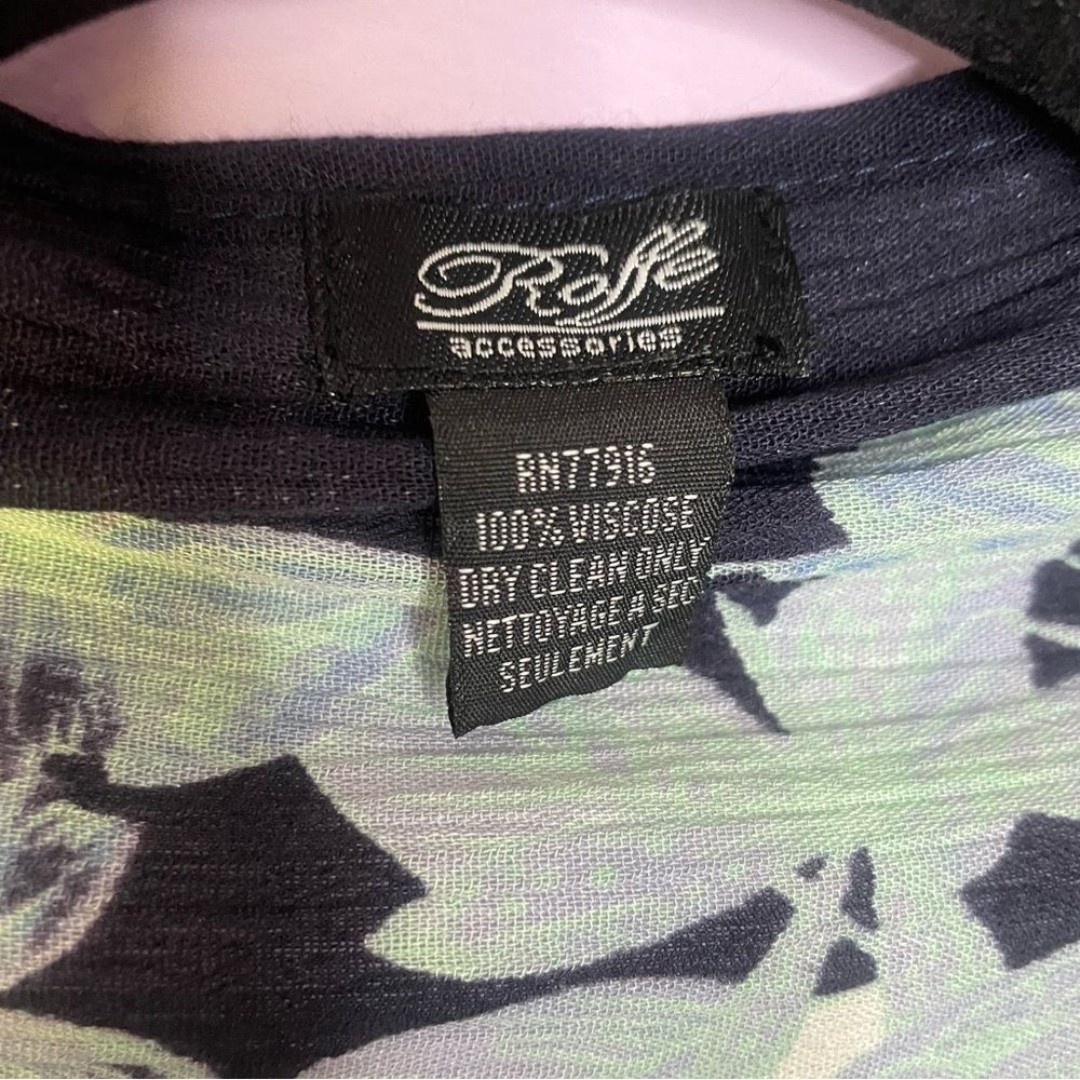 Roffe
accessories
RN77916
100% VISCOSE
DRY CLEAN ONLY
NETTOYAGE A SEC
SEULEMENT